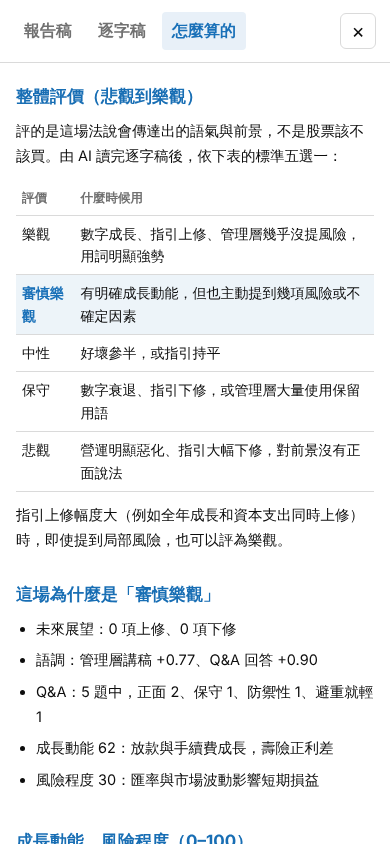 報告稿 逐字稿 怎麼算的 ×
整體評價（悲觀到樂觀）
評的是這場法說會傳達出的語氣與前景，不是股票該不
該買。由 AI 讀完逐字稿後，依下表的標準五選一：
評價 什麼時候用
樂觀 數字成長、指引上修、管理層幾乎沒提風險，
用詞明顯強勢
審慎樂
觀
有明確成長動能，但也主動提到幾項風險或不
確定因素
中性 好壞參半，或指引持平
保守 數字衰退、指引下修，或管理層大量使用保留
用語
悲觀 營運明顯惡化、指引大幅下修，對前景沒有正
面說法
指引上修幅度大（例如全年成長和資本支出同時上修）
時，即使提到局部風險，也可以評為樂觀。
這場為什麼是「審慎樂觀」
• 未來展望：0 項上修、0 項下修
• 語調：管理層講稿 +0.77、Q&A 回答 +0.90
• Q&A：5 題中，正面 2、保守 1、防禦性 1、避重就輕
1
• 成長動能 62：放款與手續費成長，壽險正利差
• 風險程度 30：匯率與市場波動影響短期損益
成長動能、風險程度（0–100）